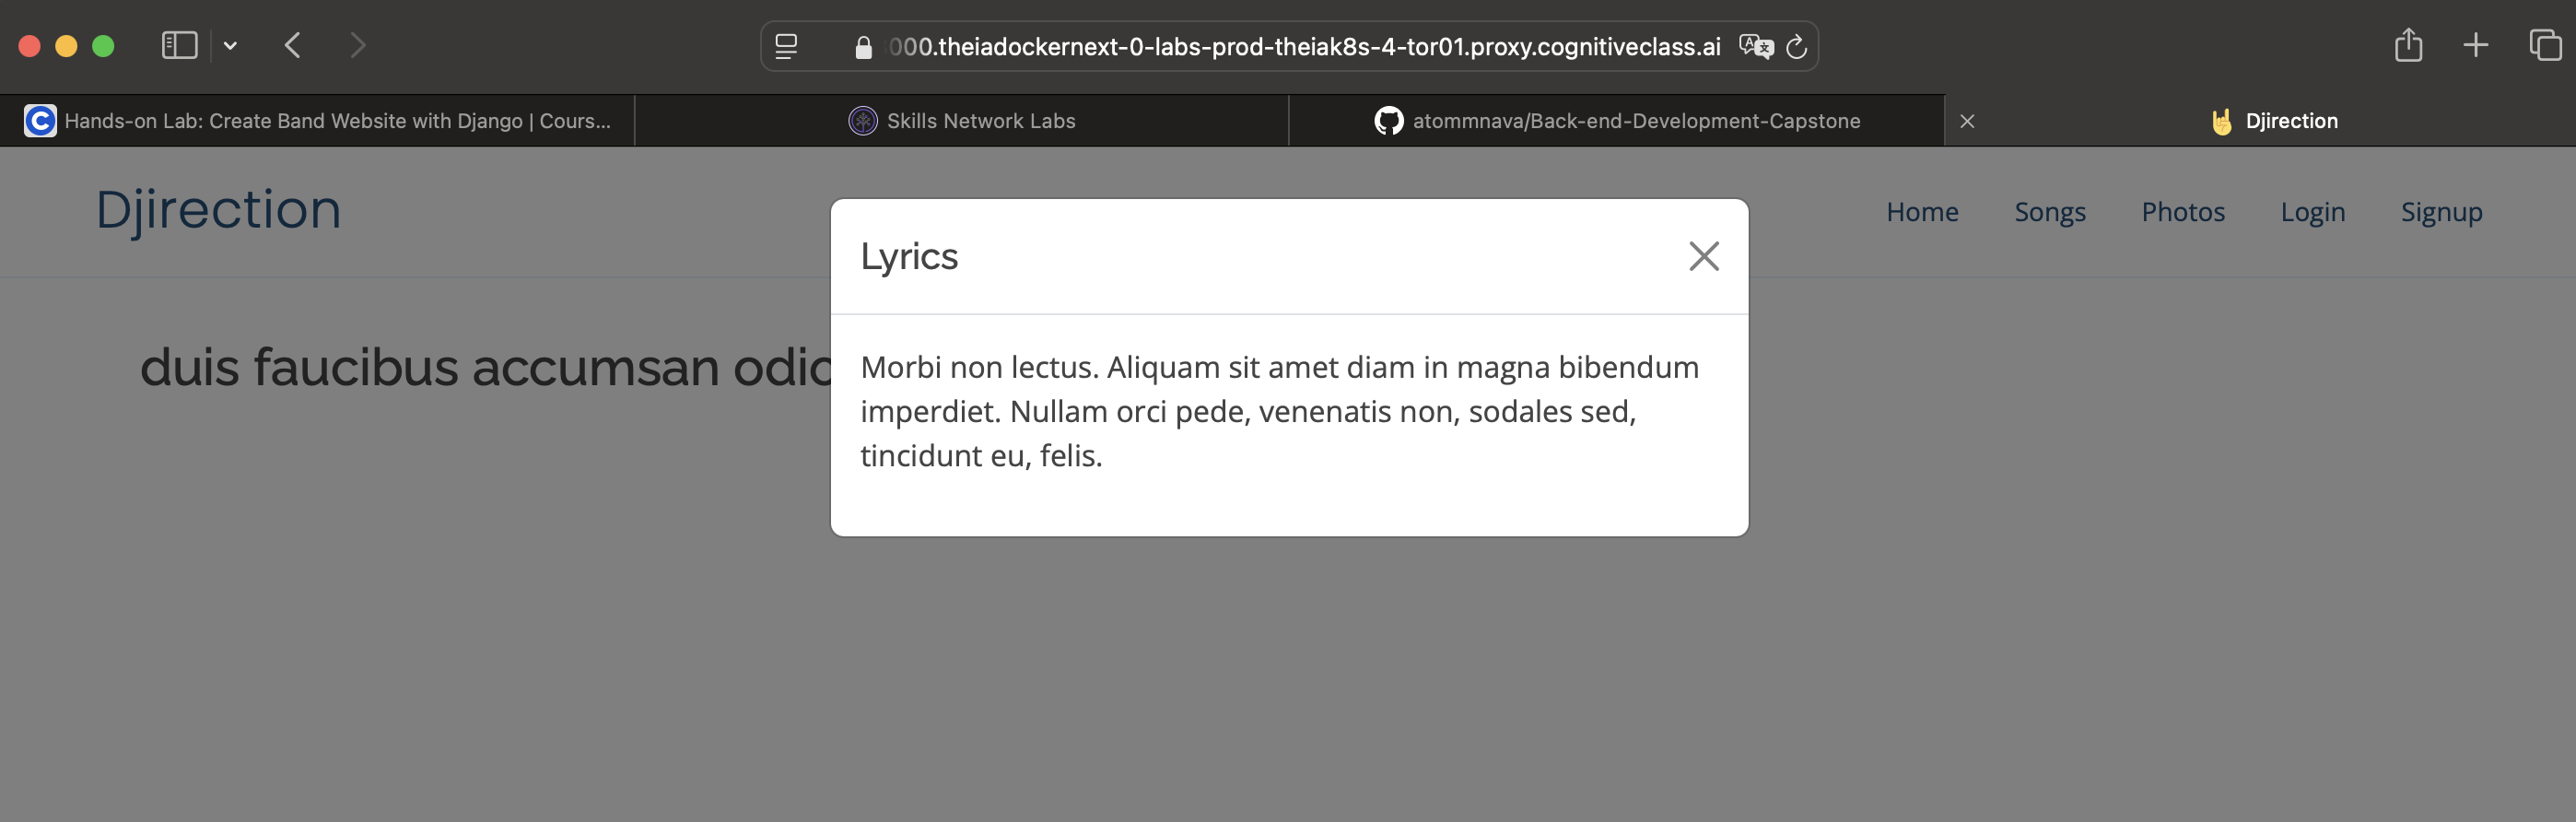 000.theiadockernext-0-labs-prod-theiak8s-4-tor01.proxy.cognitiveclass.ai
Hands-on Lab: Create Band Website with Django | Cours...
Skills Network Labs
atommnava/Back-end-Development-Capstone
Djirection
Djirection
Home
Songs
Photos
Login
Signup
Lyrics
duis faucibus accumsan odio
Morbi non lectus. Aliquam sit amet diam in magna bibendum
imperdiet. Nullam orci pede, venenatis non, sodales sed,
tincidunt eu, felis.